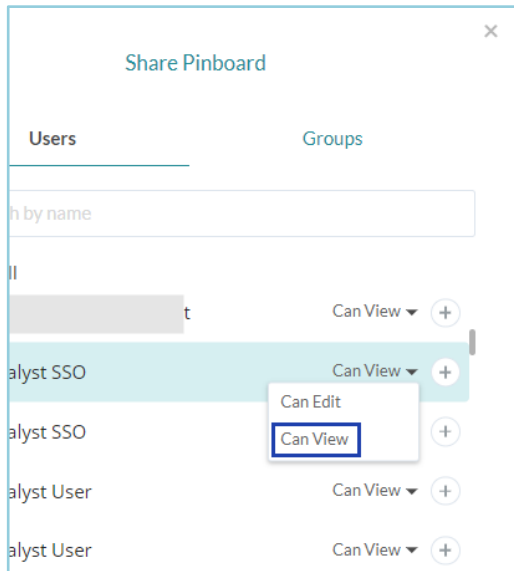 Share Pinboard
Users Groups
h by name
ll
t Can View
alyst SSO Can View
Can Edit
alyst SSO
Can View
alyst User Can View
alyst User Can View